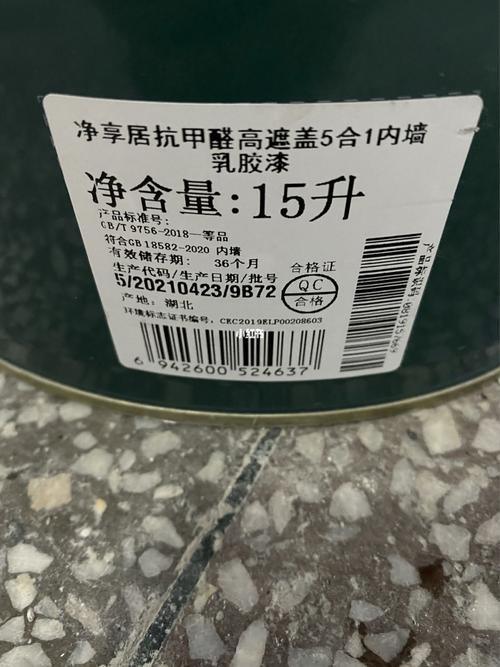 净享居抗甲醛高遮盖5合1内墙
乳胶漆
净含量:15升
产品标准号:
GB/T 9756-2018一等品
符合GB 18582-2020 内墙
有效储存期: 36个月
生产代码/生产日期/批号
5/20210423/9B72
产地: 湖北
环境标志证书编号, CEC2019ELP00208603
合格证
QC
合格
6 942600 524637
小红书